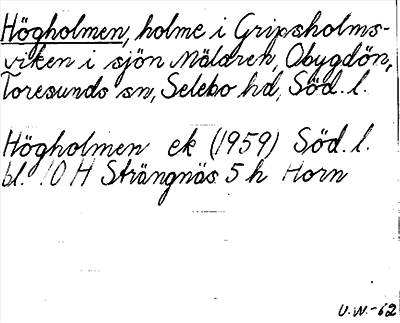 Högholmen, holme i Gripsholms-
viken i sjön Mälaren, Obygdön,
Toresunds sn, Selebo hd, Söd. l.
Högholmen ek (1959) Söd. l.
bl. 10 H Strängnäs 5 h Horn
U.W.-62